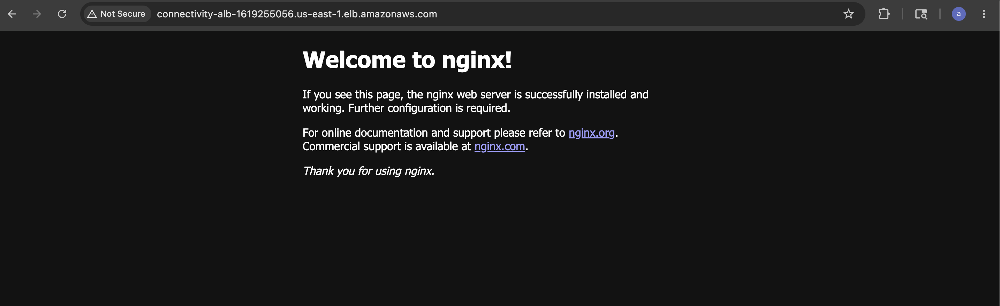 Not Secure connectivity-alb-1619255056.us-east-1.elb.amazonaws.com a
Welcome to nginx!
If you see this page, the nginx web server is successfully installed and
working. Further configuration is required.
For online documentation and support please refer to nginx.org.
Commercial support is available at nginx.com.
Thank you for using nginx.